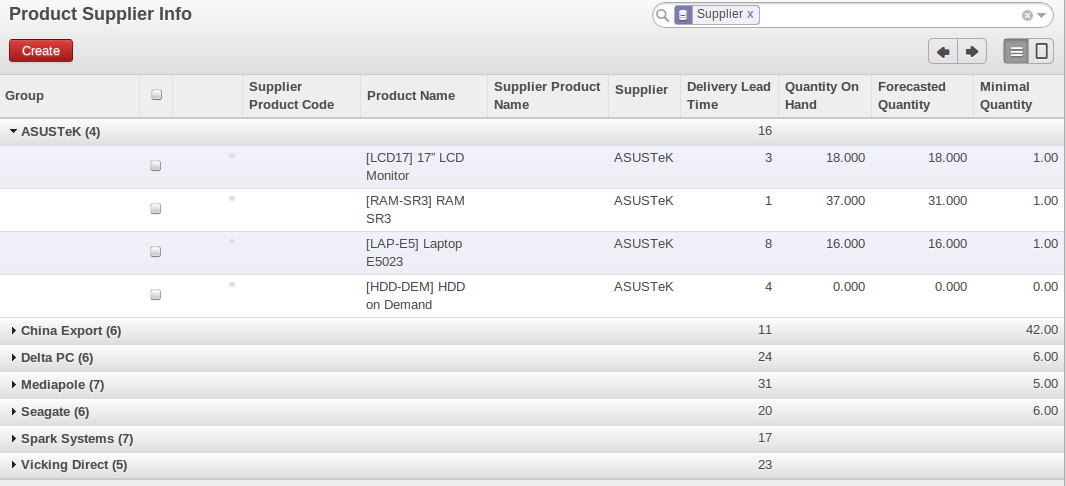 Product Supplier Info
Supplier x
Create
Group Supplier Product Code Product Name Supplier Product Name Supplier Delivery Lead Time Quantity On Hand Forecasted Quantity Minimal Quantity
ASUSTeK (4) 16
[LCD17] 17" LCD Monitor ASUSTeK 3 18.000 18.000 1.00
[RAM-SR3] RAM SR3 ASUSTeK 1 37.000 31.000 1.00
[LAP-E5] Laptop E5023 ASUSTeK 8 16.000 16.000 1.00
[HDD-DEM] HDD on Demand ASUSTeK 4 0.000 0.000 0.00
China Export (6) 11 42.00
Delta PC (6) 24 6.00
Mediapole (7) 31 5.00
Seagate (6) 20 6.00
Spark Systems (7) 17
Vicking Direct (5) 23